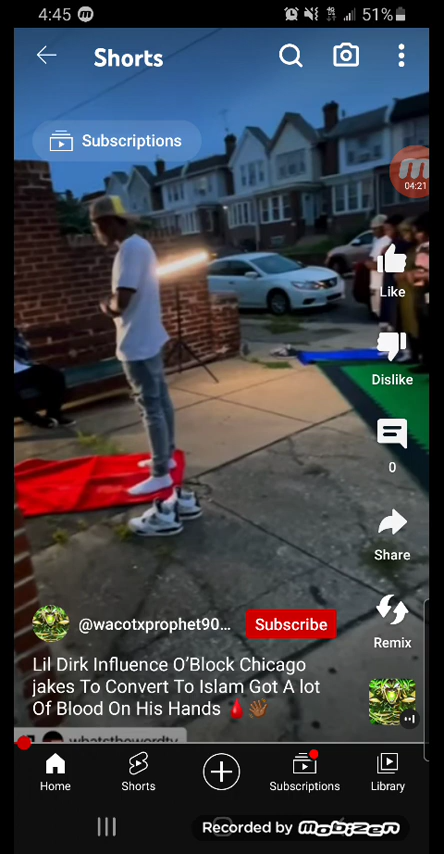 4:45
51%
Shorts
Subscriptions
04:21
Like
Dislike
0
Share
@wacotxprophet90...
Subscribe
Remix
Lil Dirk Influence O'Block Chicago
jakes To Convert To Islam Got A lot
Of Blood On His Hands
whatsthewordtv
Home
Shorts
Subscriptions
Library
Recorded by Mobizen